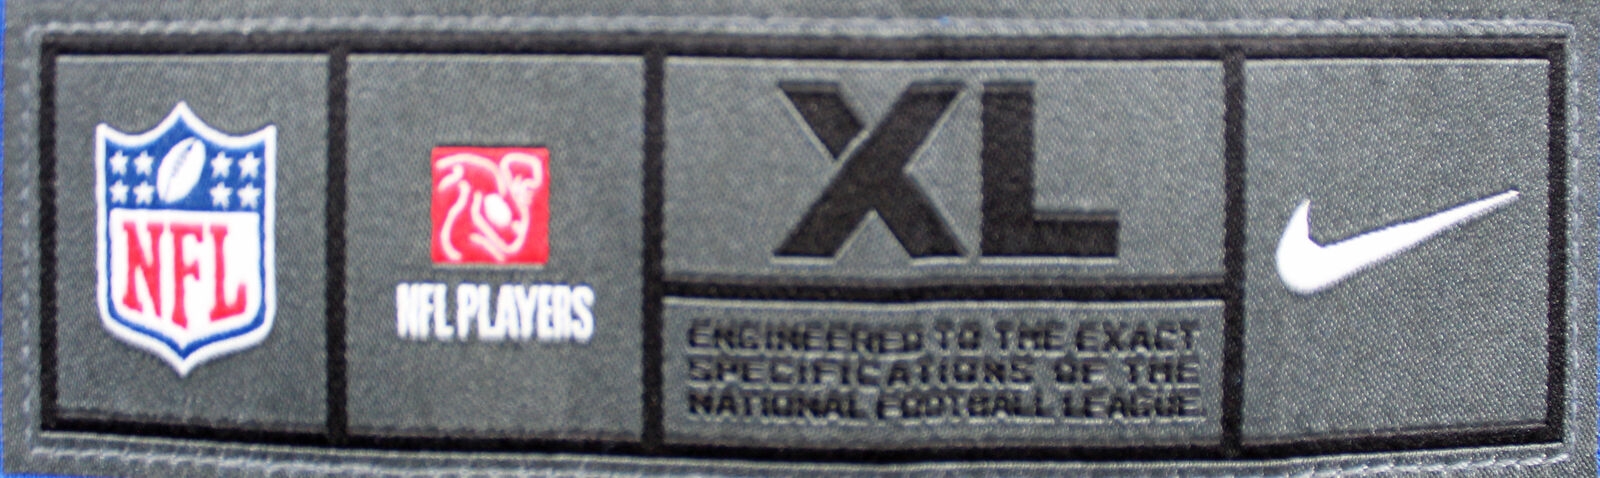 NFL
NFL PLAYERS
XL
ENGINEERED TO THE EXACT
SPECIFICATIONS OF THE
NATIONAL FOOTBALL LEAGUE